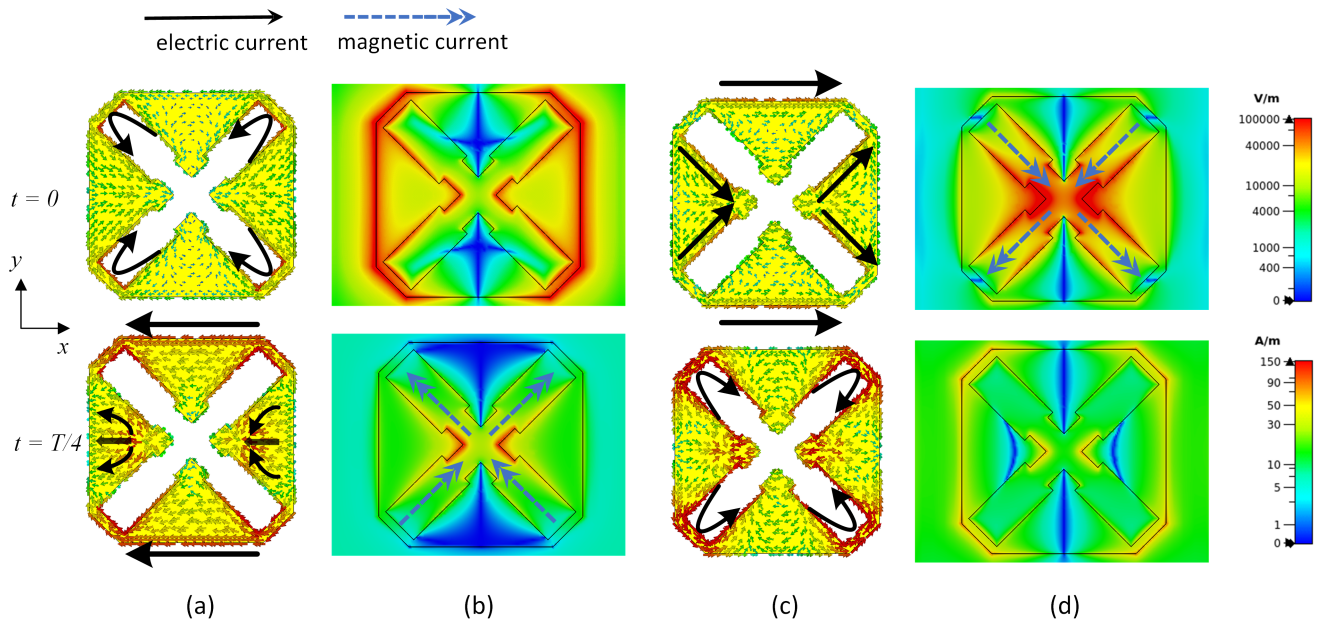 electric current
magnetic current
t = 0
y
x
t = T/4
V/m
100000
40000
10000
4000
1000
400
0
A/m
150
90
50
30
10
5
1
0
(a)
(b)
(c)
(d)